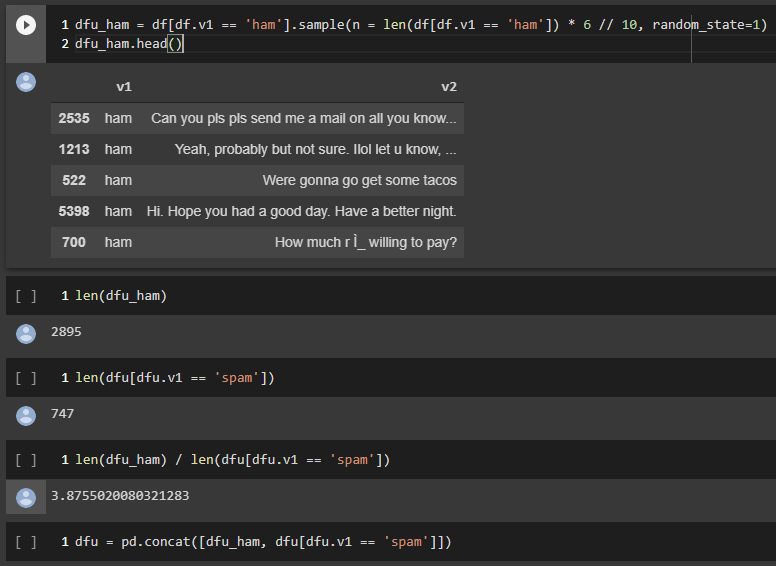 1 dfu_ham = df[df.v1 == 'ham'].sample(n = len(df[df.v1 == 'ham']) * 6 // 10, random_state=1)
2 dfu_ham.head()
v1 v2
2535 ham Can you pls pls send me a mail on all you know...
1213 ham Yeah, probably but not sure. Ilol let u know, ...
522 ham Were gonna go get some tacos
5398 ham Hi. Hope you had a good day. Have a better night.
700 ham How much r Ì_ willing to pay?
[ ] 1 len(dfu_ham)
2895
[ ] 1 len(dfu[dfu.v1 == 'spam'])
747
[ ] 1 len(dfu_ham) / len(dfu[dfu.v1 == 'spam'])
3.8755020080321283
[ ] 1 dfu = pd.concat([dfu_ham, dfu[dfu.v1 == 'spam']])